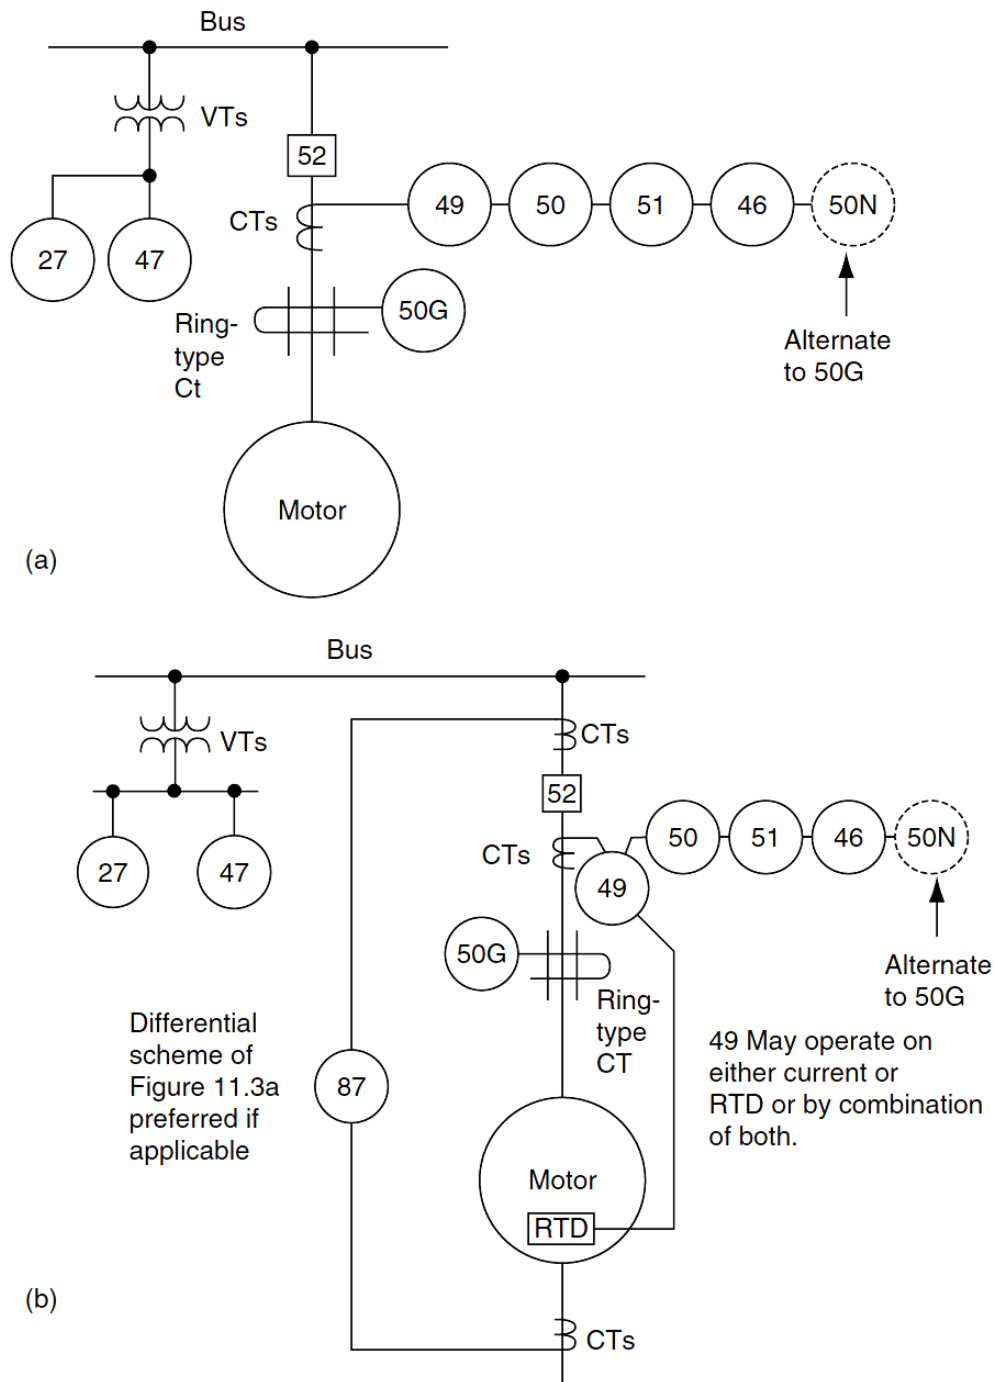 Bus
VTs
52
CTs
49
50
51
46
50N
27
47
50G
Ring-
type
Ct
Alternate
to 50G
Motor
(a)
Bus
CTs
VTs
52
CTs
50
51
46
50N
27
47
49
50G
Ring-
type
CT
Alternate
to 50G
Differential
scheme of
Figure 11.3a
preferred if
applicable
87
49 May operate on
either current or
RTD or by combination
of both.
Motor
RTD
(b)
CTs